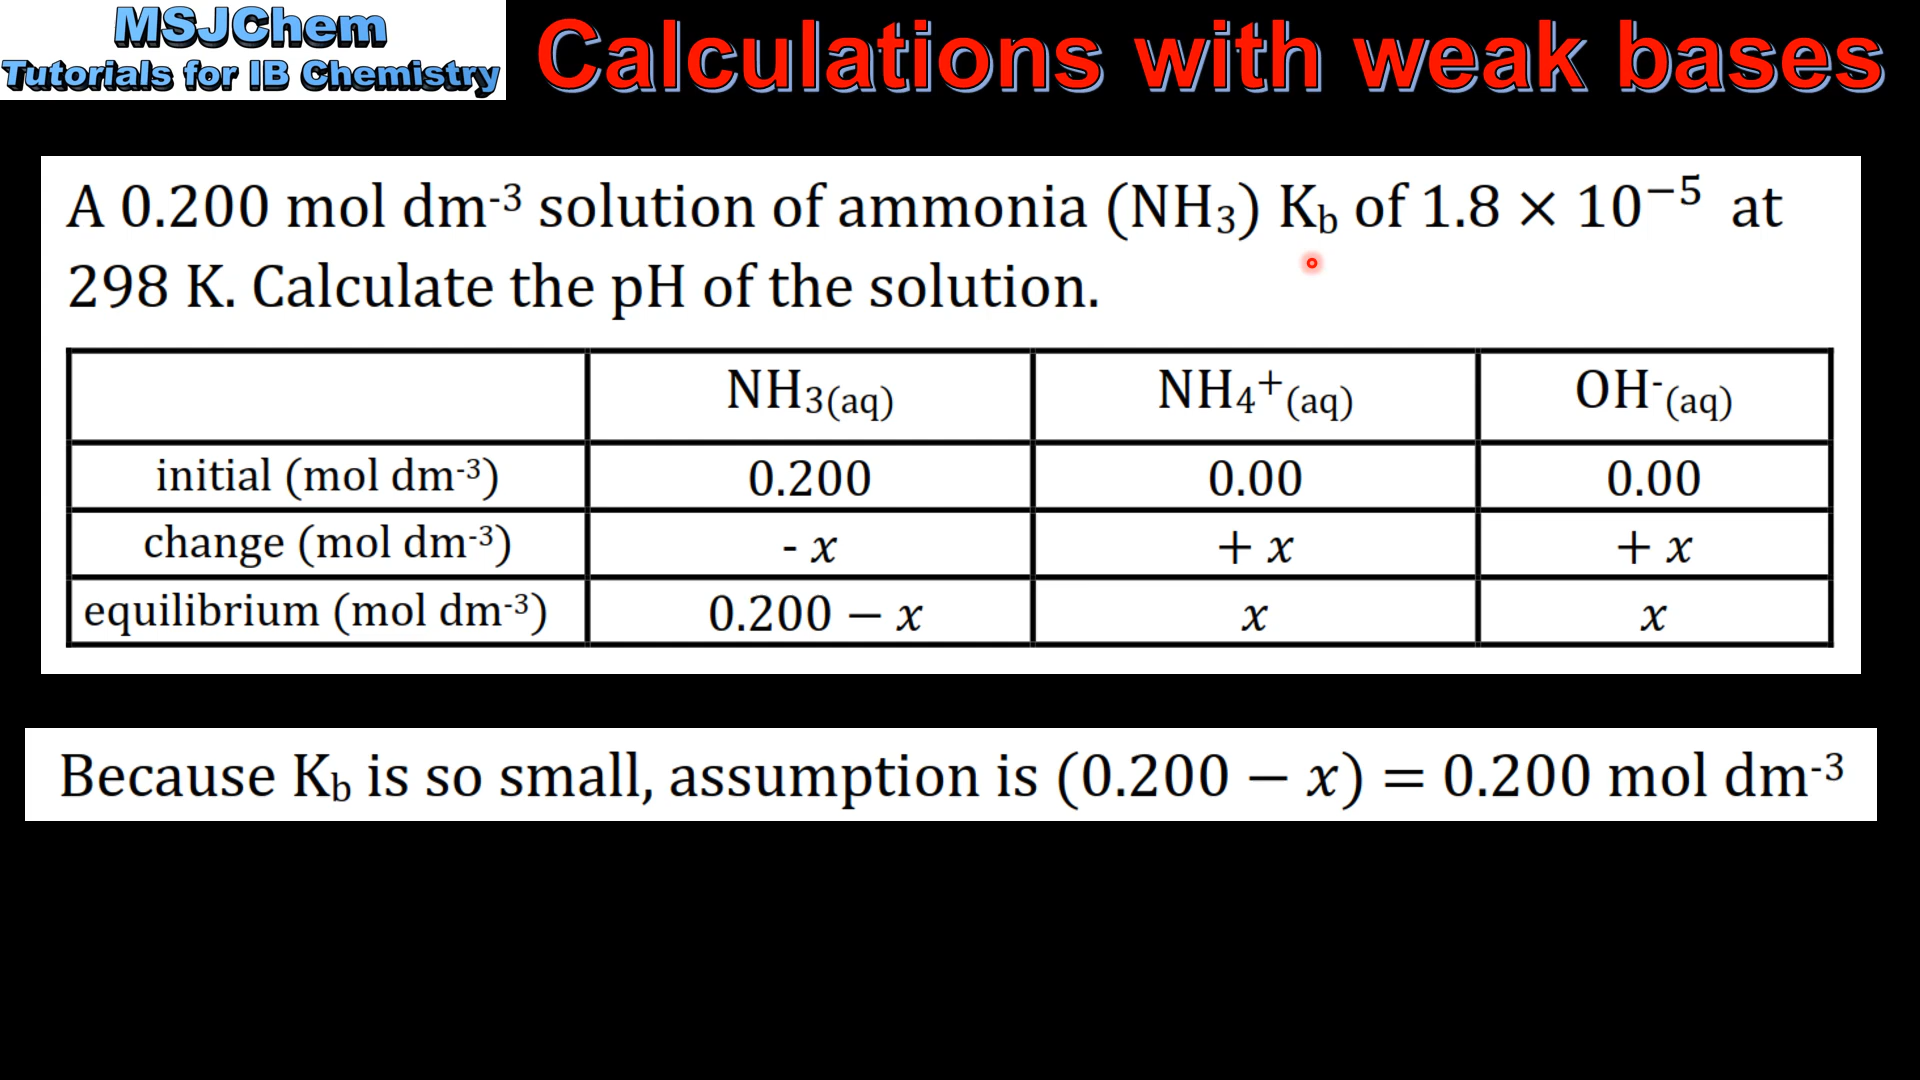 MSJChem
Tutorials for IB Chemistry
Calculations with weak bases
A 0.200 mol dm⁻³ solution of ammonia (NH₃) K_b of 1.8 × 10⁻⁵ at
298 K. Calculate the pH of the solution.
NH₃(aq) NH₄⁺(aq) OH⁻(aq)
initial (mol dm⁻³) 0.200 0.00 0.00
change (mol dm⁻³) - x + x + x
equilibrium (mol dm⁻³) 0.200 − x x x
Because K_b is so small, assumption is (0.200 − x) = 0.200 mol dm⁻³